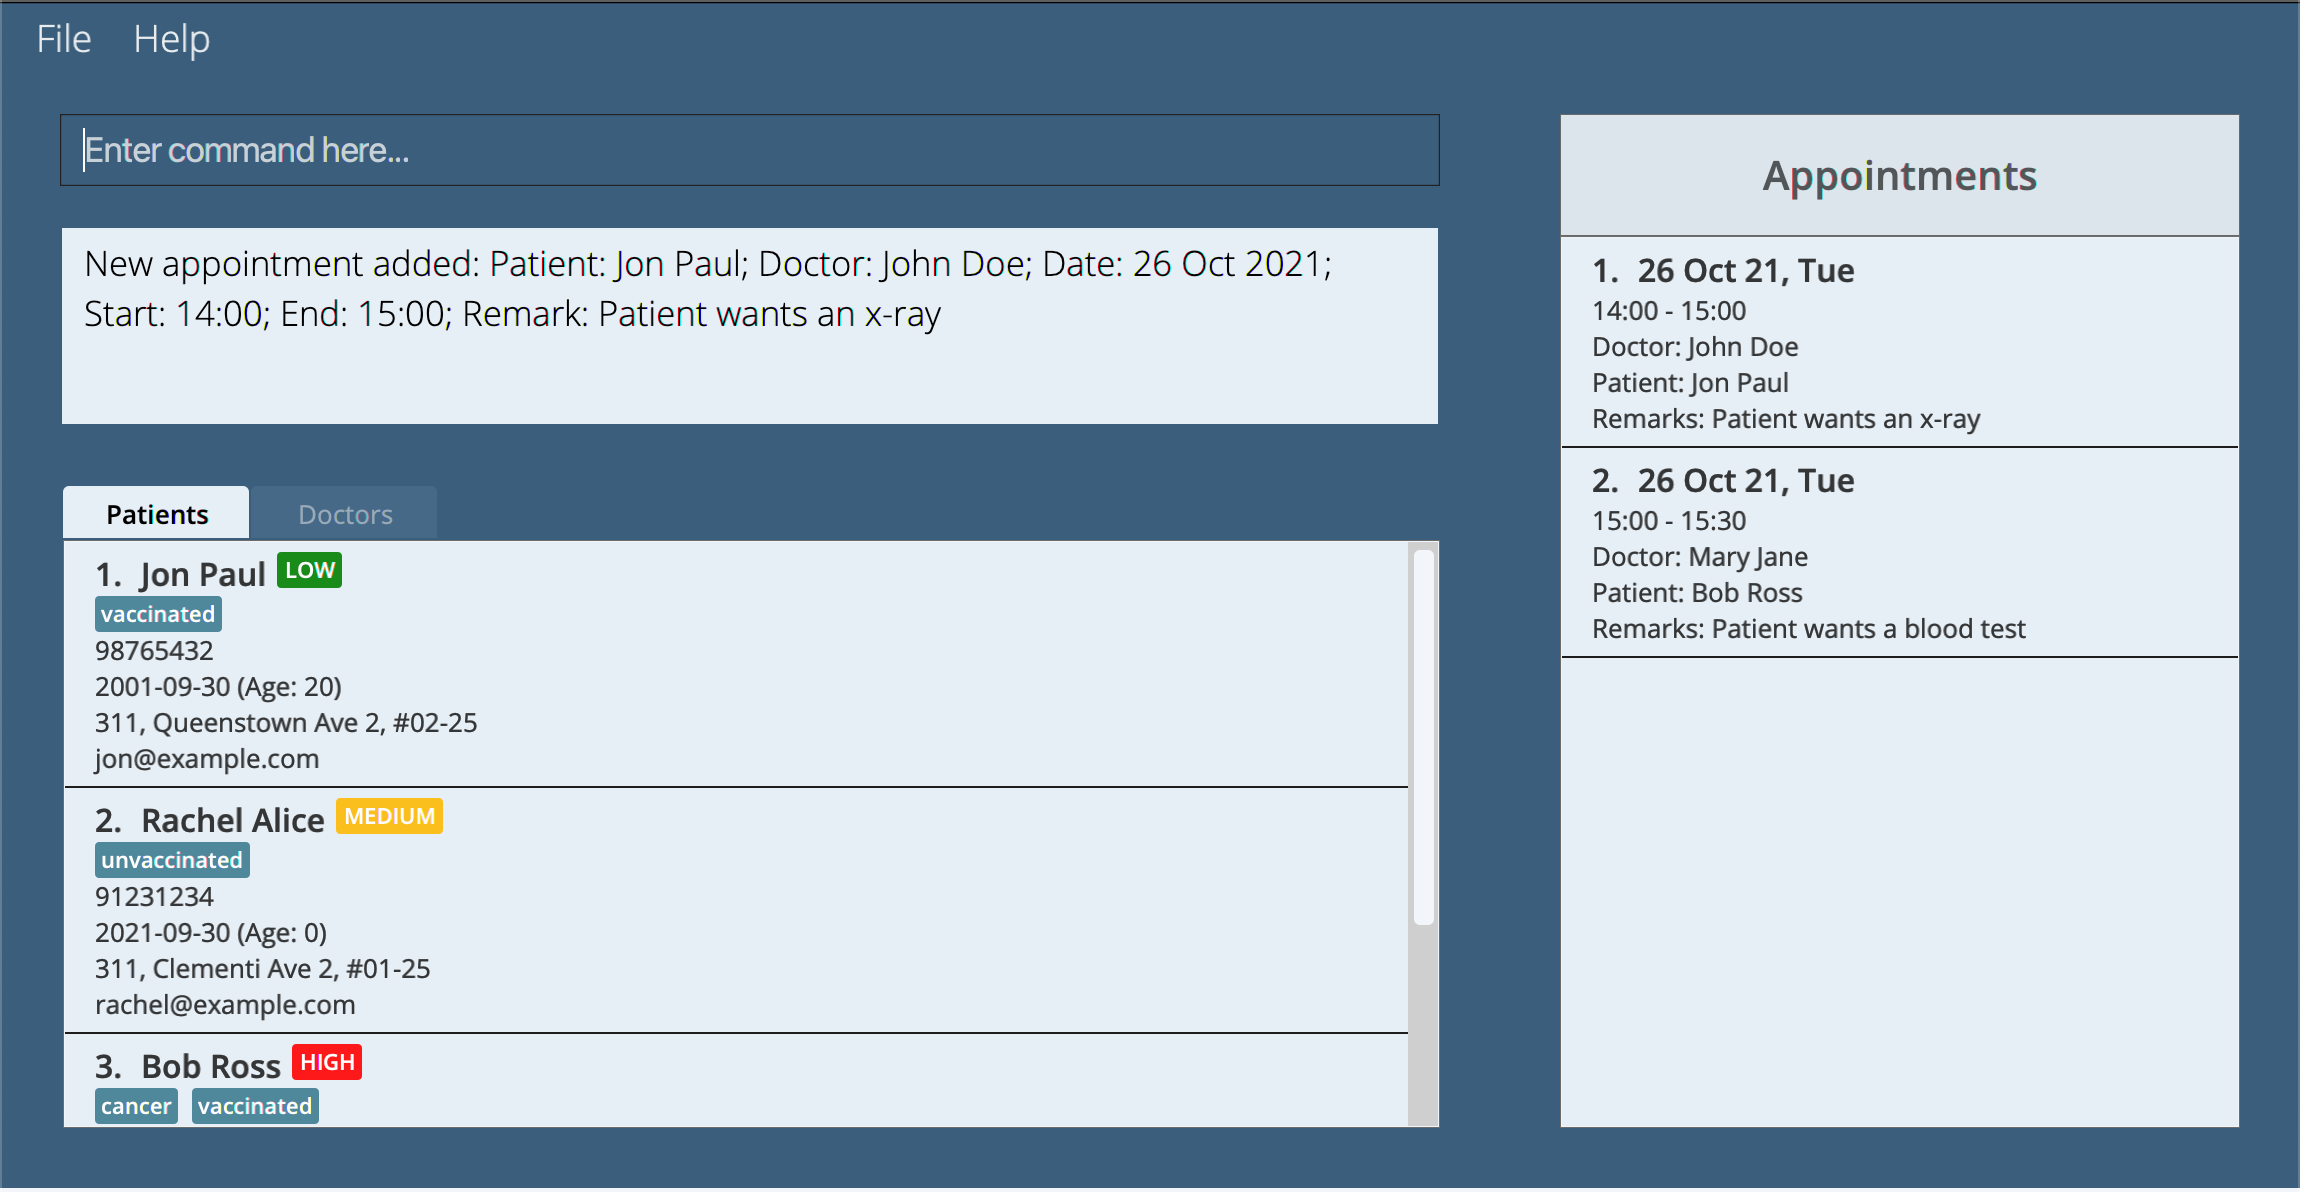 File Help
Enter command here...
New appointment added: Patient: Jon Paul; Doctor: John Doe; Date: 26 Oct 2021;
Start: 14:00; End: 15:00; Remark: Patient wants an x-ray
Patients Doctors
1. Jon Paul LOW
vaccinated
98765432
2001-09-30 (Age: 20)
311, Queenstown Ave 2, #02-25
jon@example.com
2. Rachel Alice MEDIUM
unvaccinated
91231234
2021-09-30 (Age: 0)
311, Clementi Ave 2, #01-25
rachel@example.com
3. Bob Ross HIGH
cancer vaccinated
Appointments
1. 26 Oct 21, Tue
14:00 - 15:00
Doctor: John Doe
Patient: Jon Paul
Remarks: Patient wants an x-ray
2. 26 Oct 21, Tue
15:00 - 15:30
Doctor: Mary Jane
Patient: Bob Ross
Remarks: Patient wants a blood test